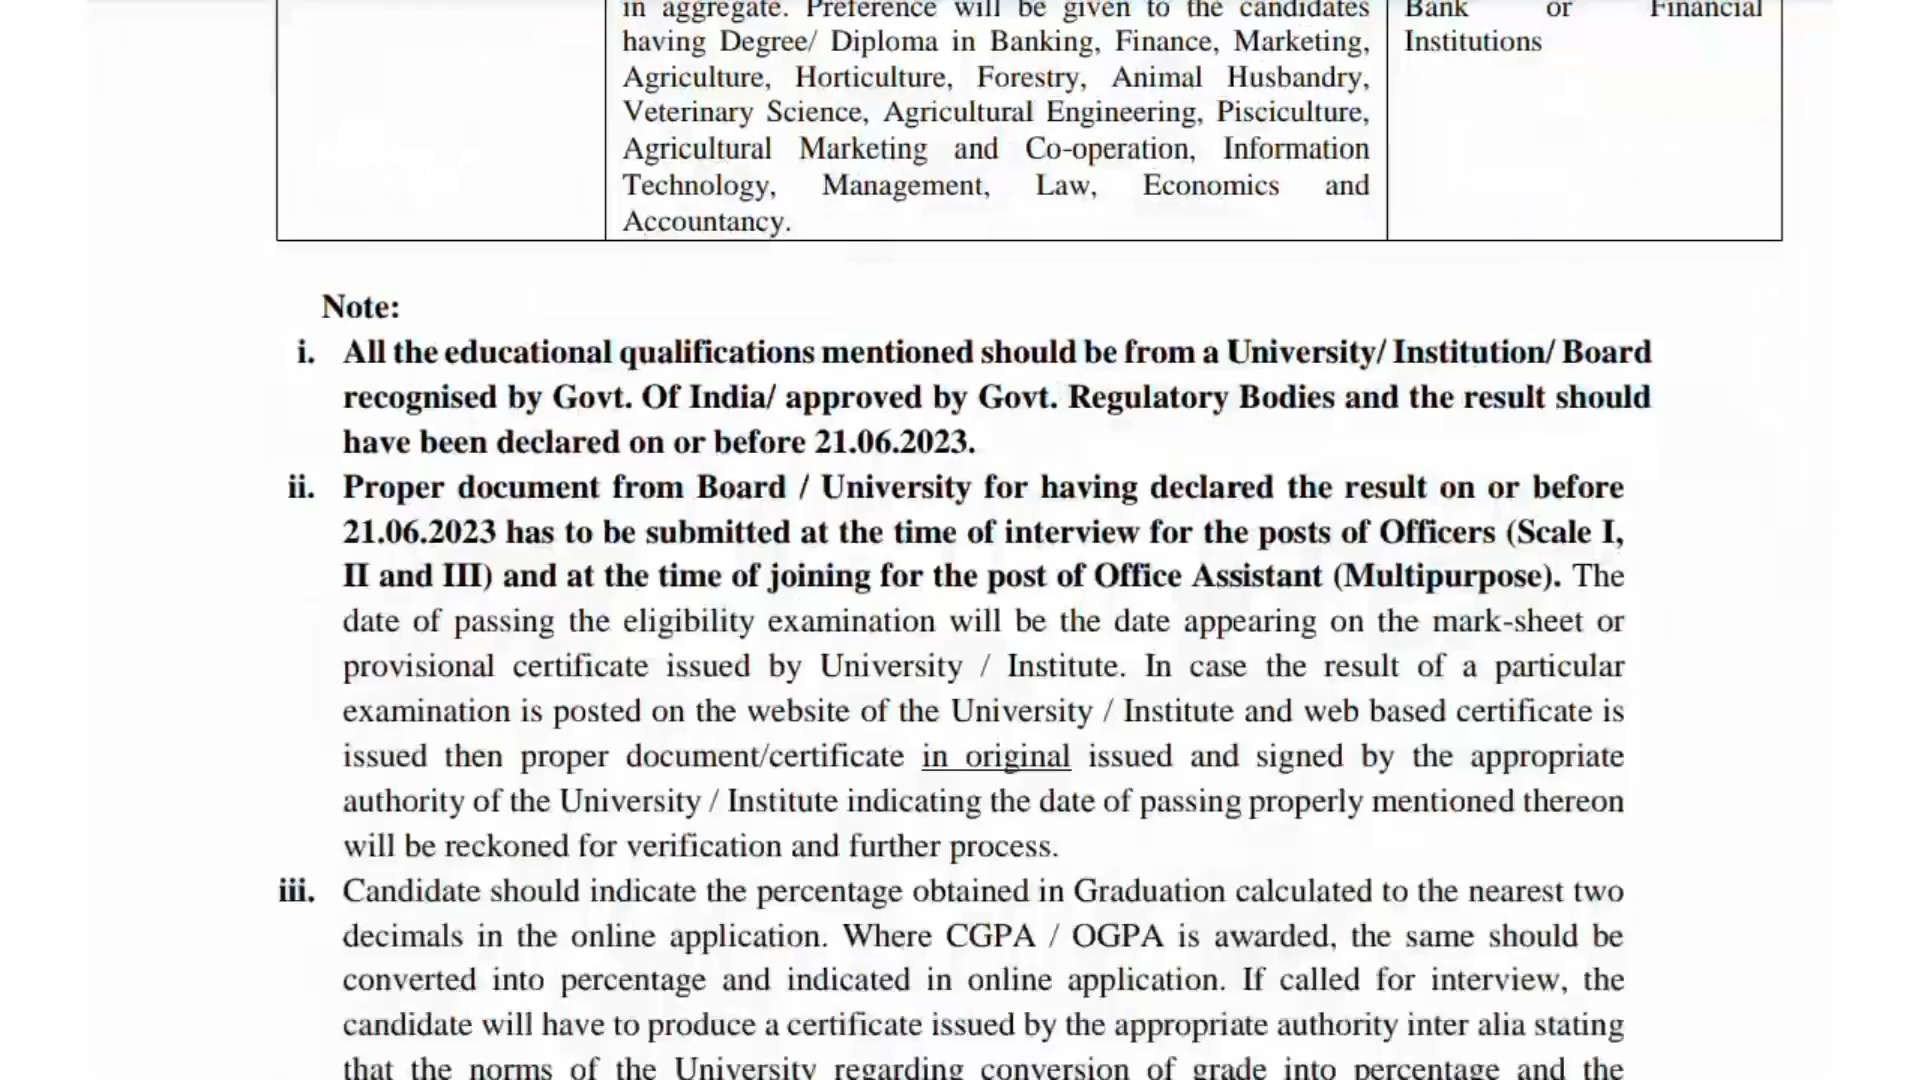 in aggregate. Preference will be given to the candidates
having Degree/ Diploma in Banking, Finance, Marketing,
Agriculture, Horticulture, Forestry, Animal Husbandry,
Veterinary Science, Agricultural Engineering, Pisciculture,
Agricultural Marketing and Co-operation, Information
Technology, Management, Law, Economics and
Accountancy.
Bank or Financial
Institutions
Note:
i. All the educational qualifications mentioned should be from a University/ Institution/ Board
recognised by Govt. Of India/ approved by Govt. Regulatory Bodies and the result should
have been declared on or before 21.06.2023.
ii. Proper document from Board / University for having declared the result on or before
21.06.2023 has to be submitted at the time of interview for the posts of Officers (Scale I,
II and III) and at the time of joining for the post of Office Assistant (Multipurpose). The
date of passing the eligibility examination will be the date appearing on the mark-sheet or
provisional certificate issued by University / Institute. In case the result of a particular
examination is posted on the website of the University / Institute and web based certificate is
issued then proper document/certificate in original issued and signed by the appropriate
authority of the University / Institute indicating the date of passing properly mentioned thereon
will be reckoned for verification and further process.
iii. Candidate should indicate the percentage obtained in Graduation calculated to the nearest two
decimals in the online application. Where CGPA / OGPA is awarded, the same should be
converted into percentage and indicated in online application. If called for interview, the
candidate will have to produce a certificate issued by the appropriate authority inter alia stating
that the norms of the University regarding conversion of grade into percentage and the